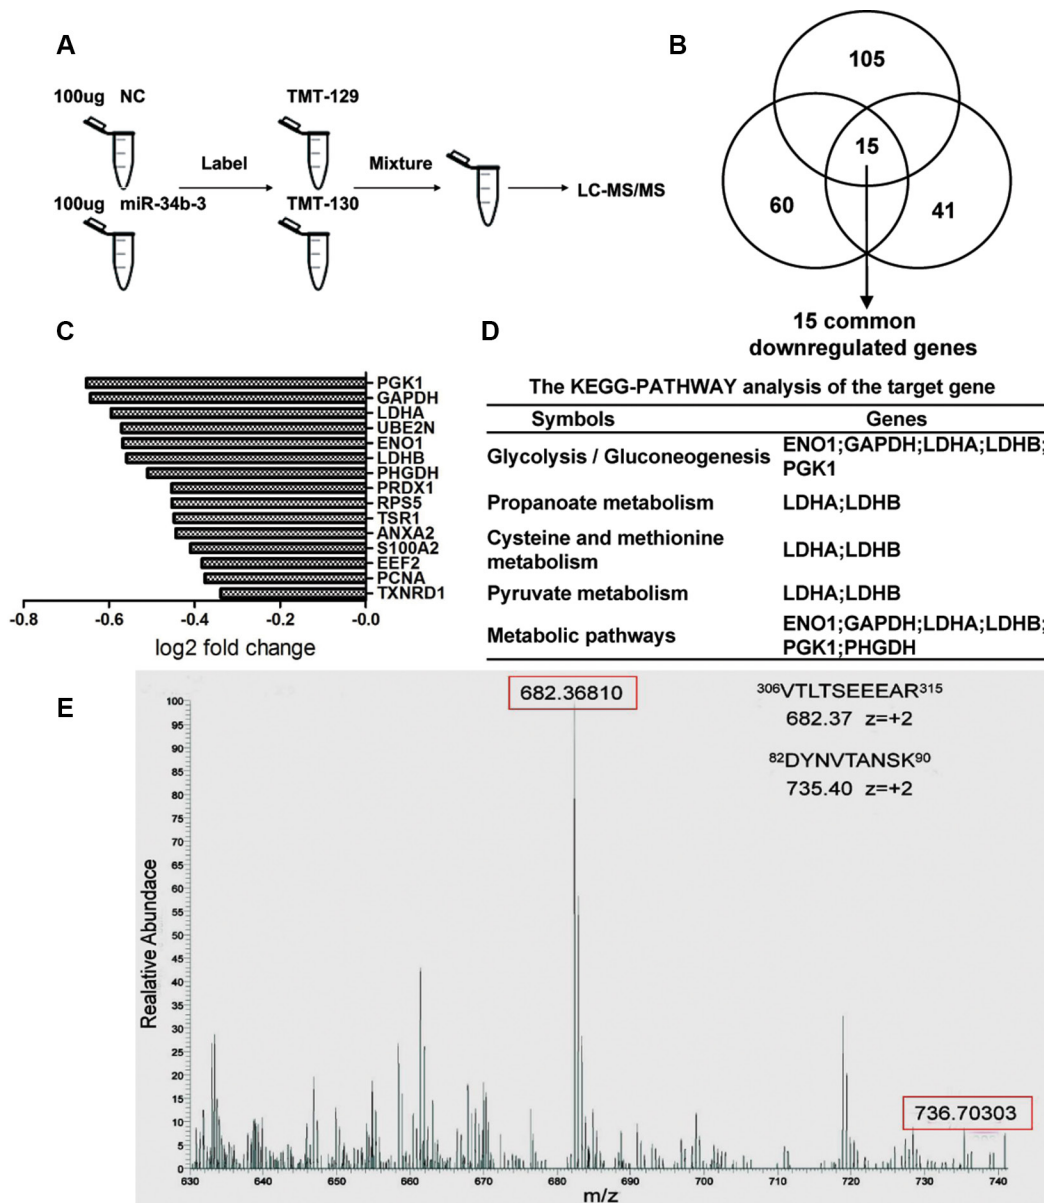 A
100ug NC
TMT-129
Label
Mixture
LC-MS/MS
100ug miR-34b-3
TMT-130
B
105
15
60
41
15 common
downregulated genes
C
PGK1
GAPDH
LDHA
UBE2N
ENO1
LDHB
PHGDH
PRDX1
RPS5
TSR1
ANXA2
S100A2
EEF2
PCNA
TXNRD1
-0.8 -0.6 -0.4 -0.2 -0.0
log2 fold change
D
The KEGG-PATHWAY analysis of the target gene
Symbols Genes
Glycolysis / Gluconeogenesis ENO1;GAPDH;LDHA;LDHB;
PGK1
Propanoate metabolism LDHA;LDHB
Cysteine and methionine
metabolism LDHA;LDHB
Pyruvate metabolism LDHA;LDHB
Metabolic pathways ENO1;GAPDH;LDHA;LDHB;
PGK1;PHGDH
E
682.36810
306VTLTSEEEAR315
682.37 z=+2
82DYNVTANSK90
735.40 z=+2
736.70303
Realative Abundace
100
95
90
85
80
75
70
65
60
55
50
45
40
35
30
25
20
15
10
5
0
630 640 650 660 670 680 690 700 710 720 730 740
m/z